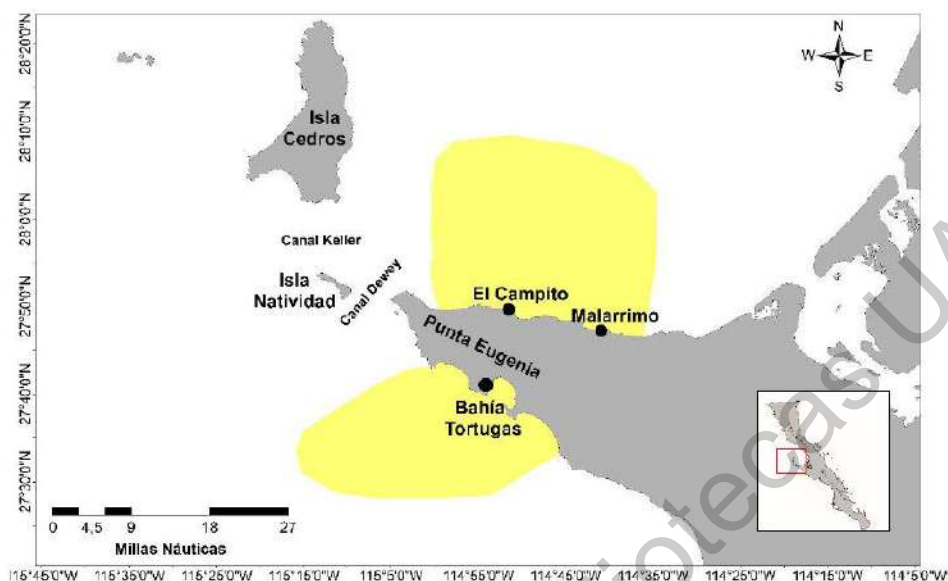 N
W E
S
28°20'0"N
28°10'0"N
28°0'0"N
27°50'0"N
27°40'0"N
27°30'0"N
Isla
Cedros
Canal Keller
Isla
Natividad
Canal Dewey
El Campito
Malarrimo
Punta Eugenia
Bahía
Tortugas
0 4,5 9 18 27
Millas Náuticas
115°45'0"W 115°35'0"W 115°25'0"W 115°15'0"W 115°5'0"W 114°55'0"W 114°45'0"W 114°35'0"W 114°25'0"W 114°15'0"W 114°5'0"W